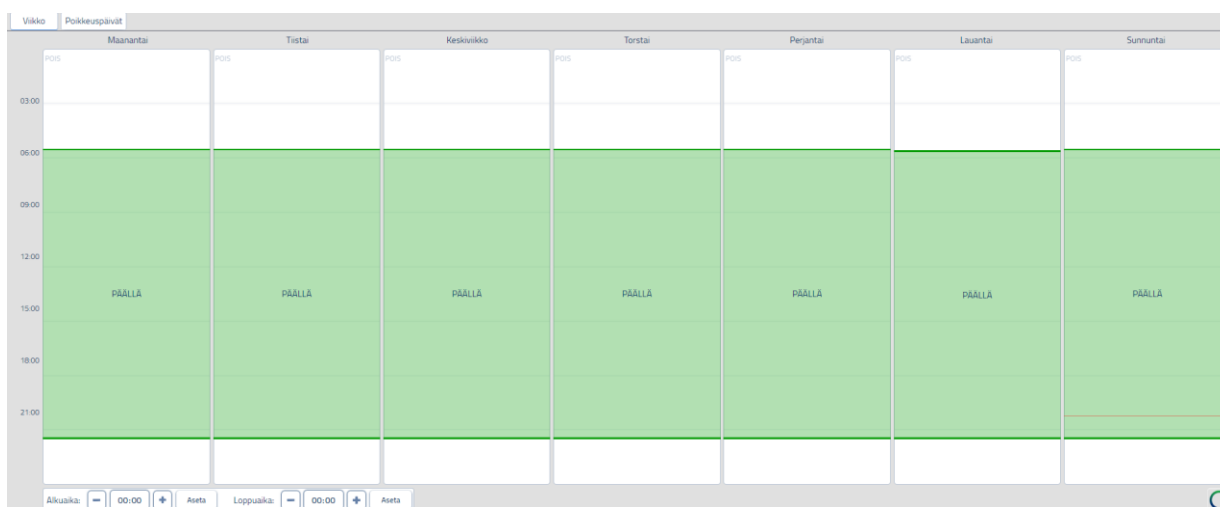 Viikko Poikkeuspäivät
Maanantai Tiistai Keskiviikko Torstai Perjantai Lauantai Sunnuntai
POIS POIS POIS POIS POIS POIS POIS
03:00
06:00
09:00
12:00
PÄÄLLÄ PÄÄLLÄ PÄÄLLÄ PÄÄLLÄ PÄÄLLÄ PÄÄLLÄ PÄÄLLÄ
15:00
18:00
21:00
Alkuaika: − 00:00 + Aseta Loppuaika: − 00:00 + Aseta